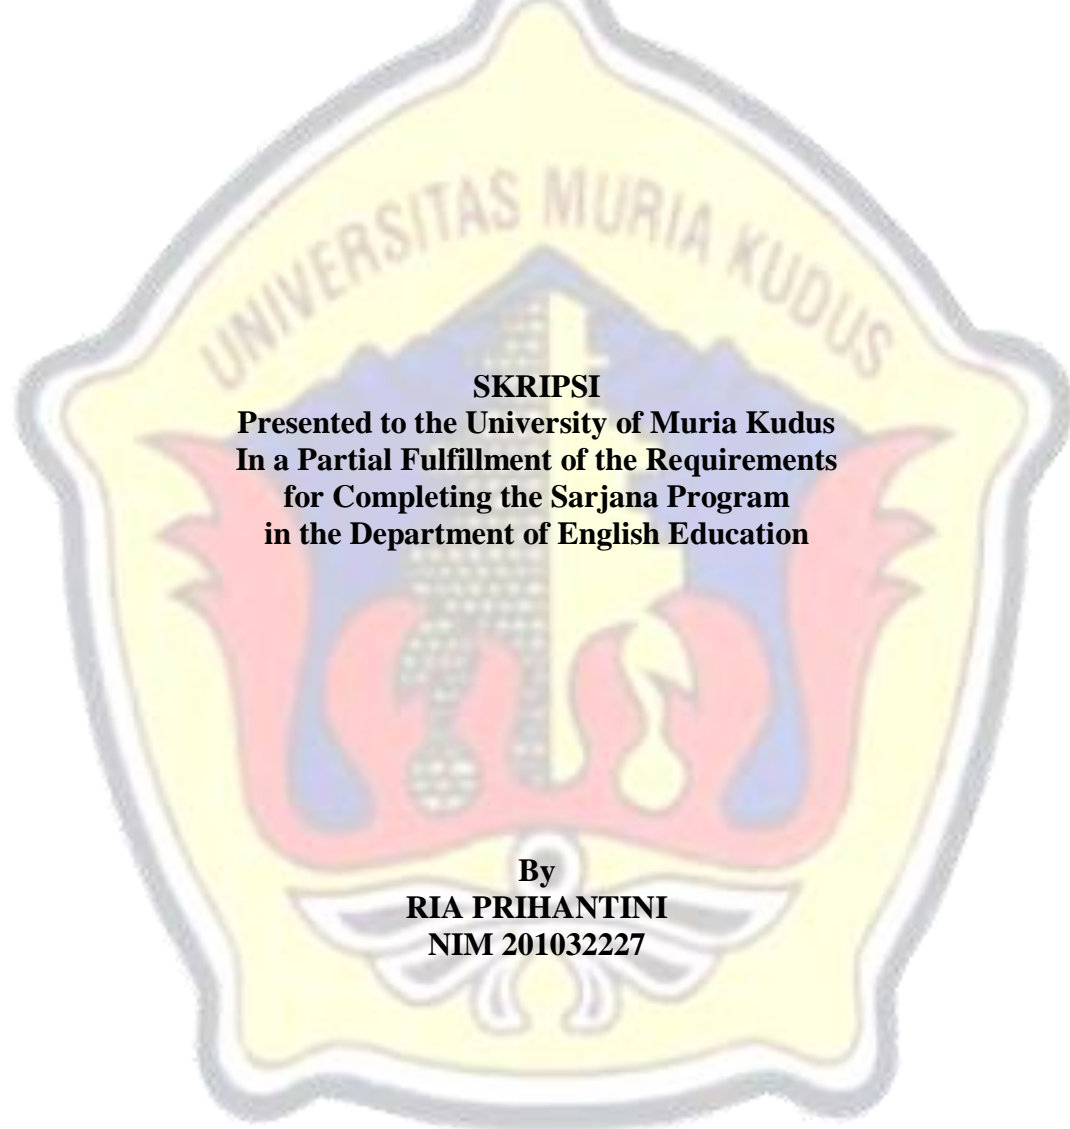 UNIVERSITAS MURIA KUDUS
SKRIPSI
Presented to the University of Muria Kudus
In a Partial Fulfillment of the Requirements
for Completing the Sarjana Program
in the Department of English Education
By
RIA PRIHANTINI
NIM 201032227